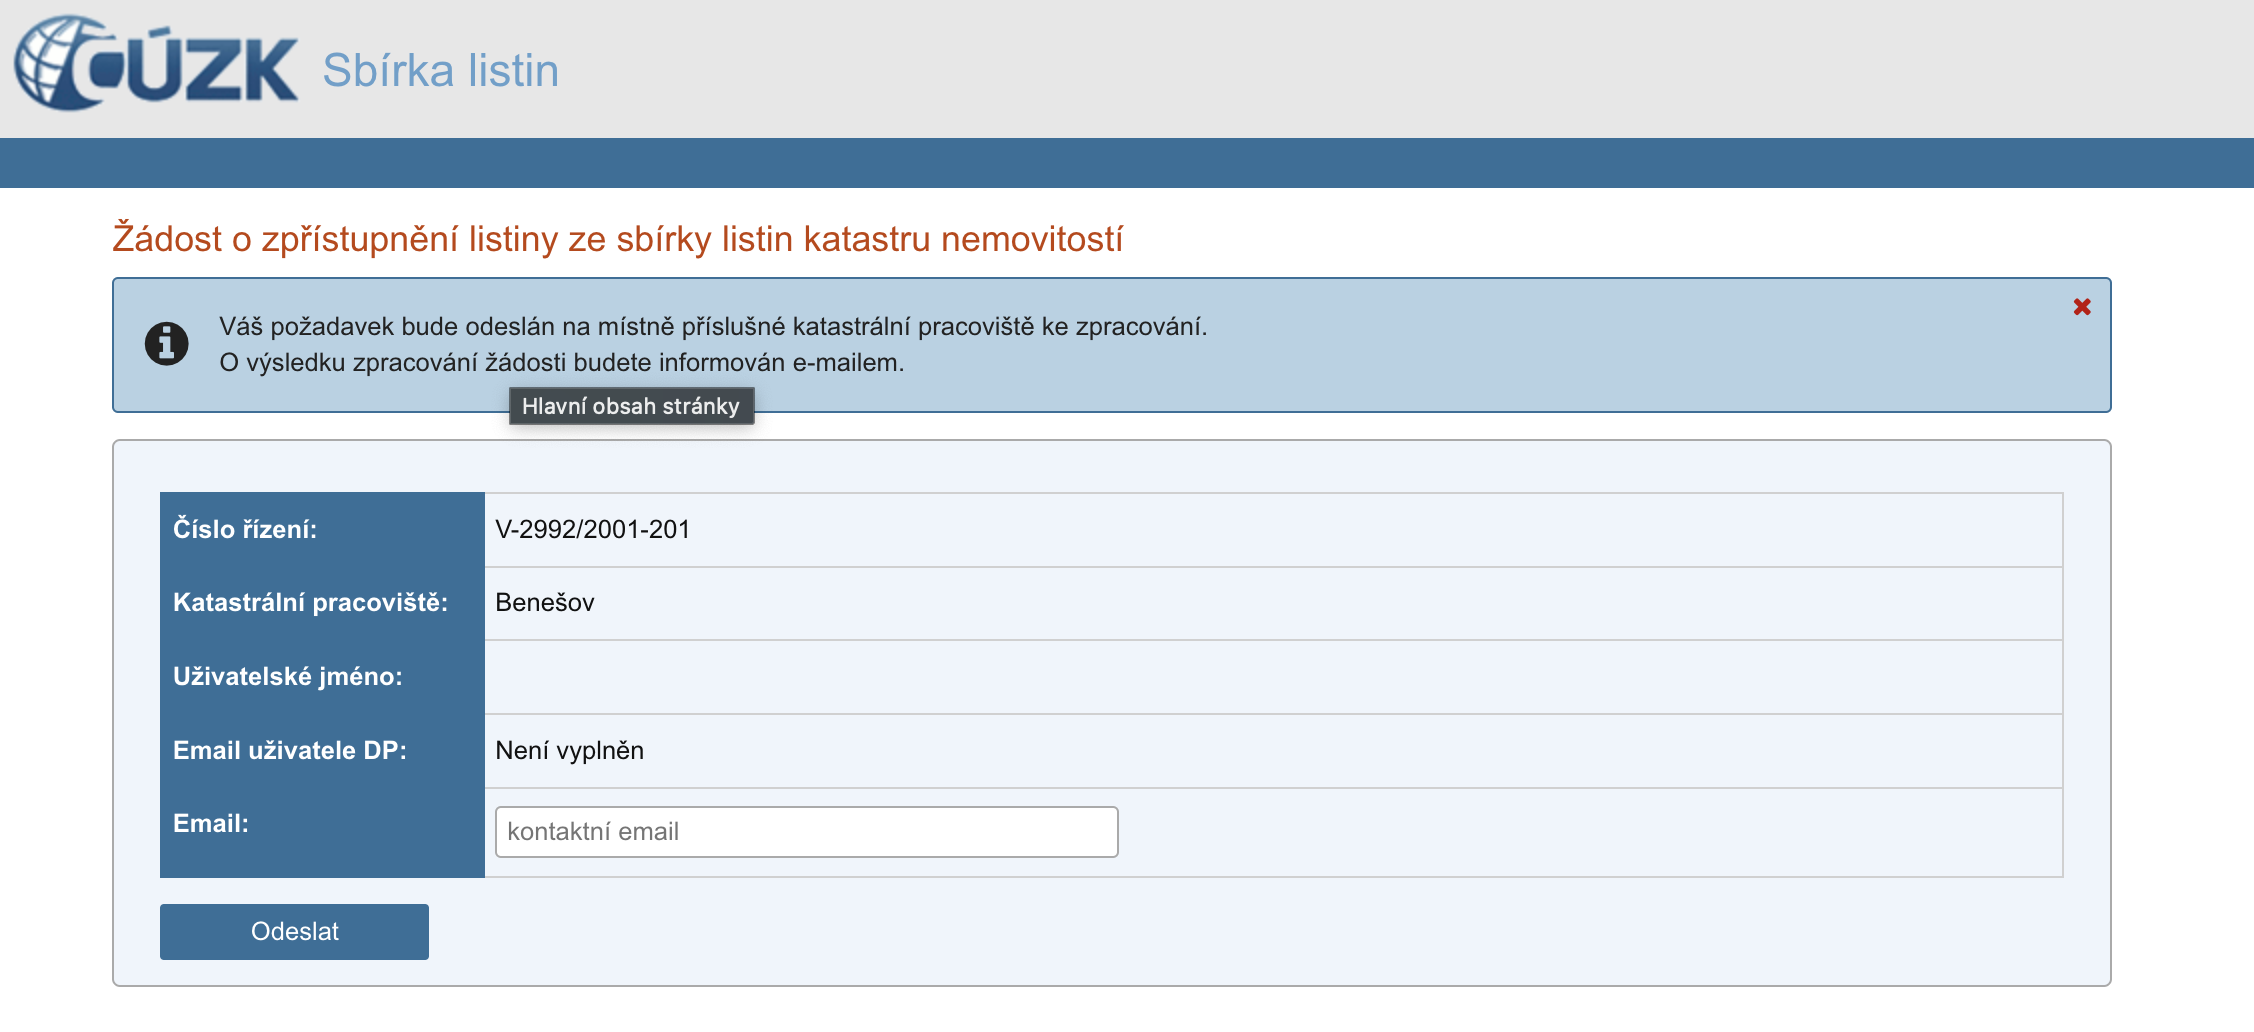 ČÚZK Sbírka listin
Žádost o zpřístupnění listiny ze sbírky listin katastru nemovitostí
Váš požadavek bude odeslán na místně příslušné katastrální pracoviště ke zpracování.
O výsledku zpracování žádosti budete informován e-mailem.
Hlavní obsah stránky
Číslo řízení: V-2992/2001-201
Katastrální pracoviště: Benešov
Uživatelské jméno:
Email uživatele DP: Není vyplněn
Email: kontaktní email
Odeslat